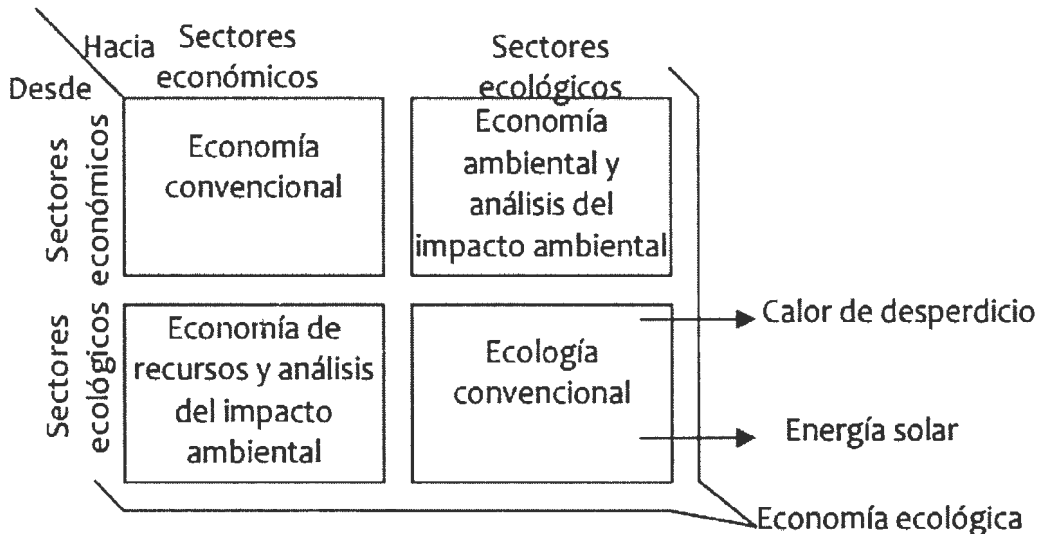 Hacia
Desde
Sectores
económicos
Sectores
ecológicos
Sectores
económicos
Economía
convencional
Economía
ambiental y
análisis del
impacto ambiental
Sectores
ecológicos
Economía de
recursos y análisis
del impacto
ambiental
Ecología
convencional
Calor de desperdicio
Energía solar
Economía ecológica